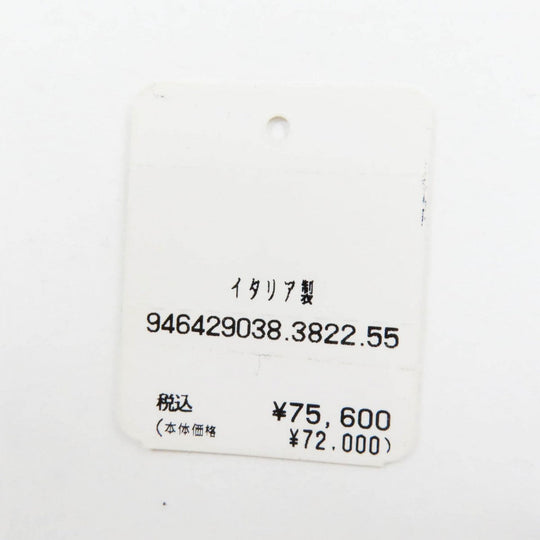 イタリア製
946429038.3822.55
税込 ¥75,600
(本体価格 ¥72.000)